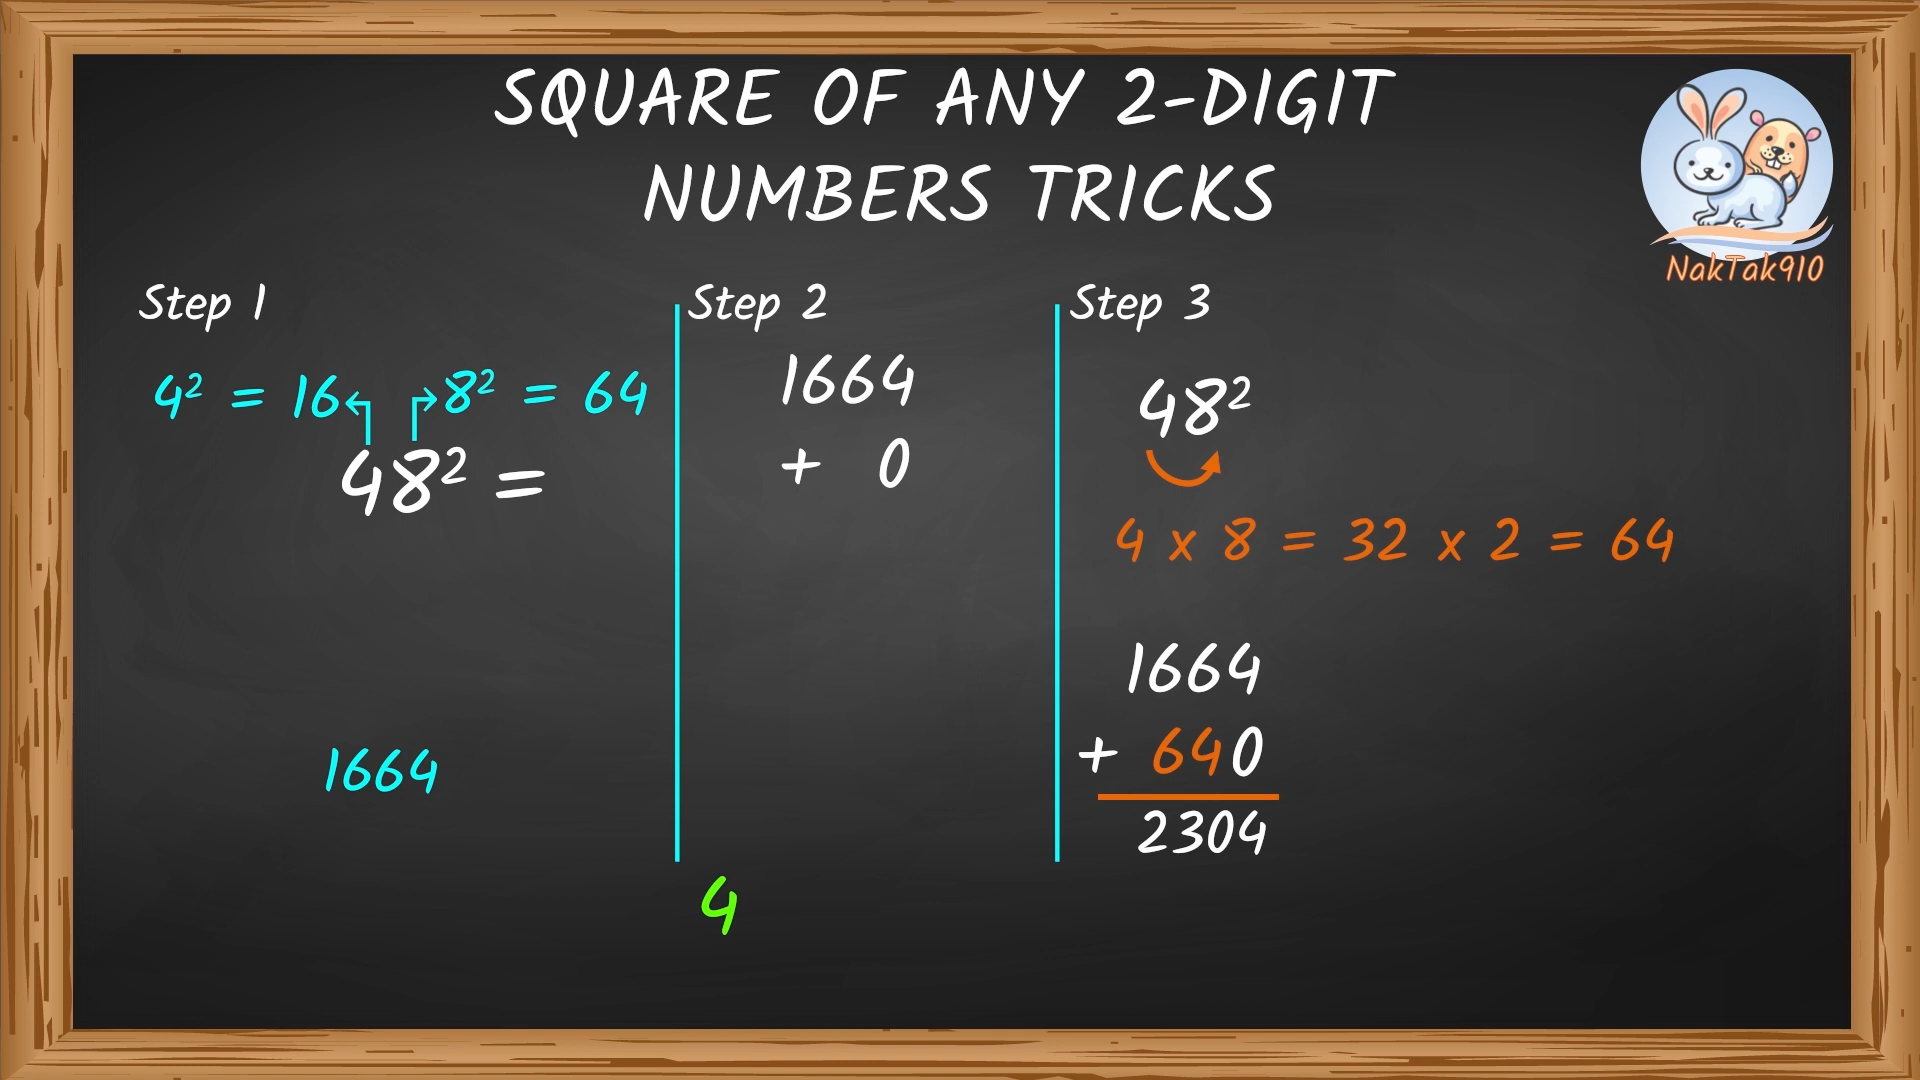 SQUARE OF ANY 2-DIGIT
NUMBERS TRICKS
NakTak910
Step 1
4² = 16
8² = 64
48² =
1664
Step 2
1664
+ 0
4
Step 3
48²
4 x 8 = 32 x 2 = 64
1664
+ 640
2304